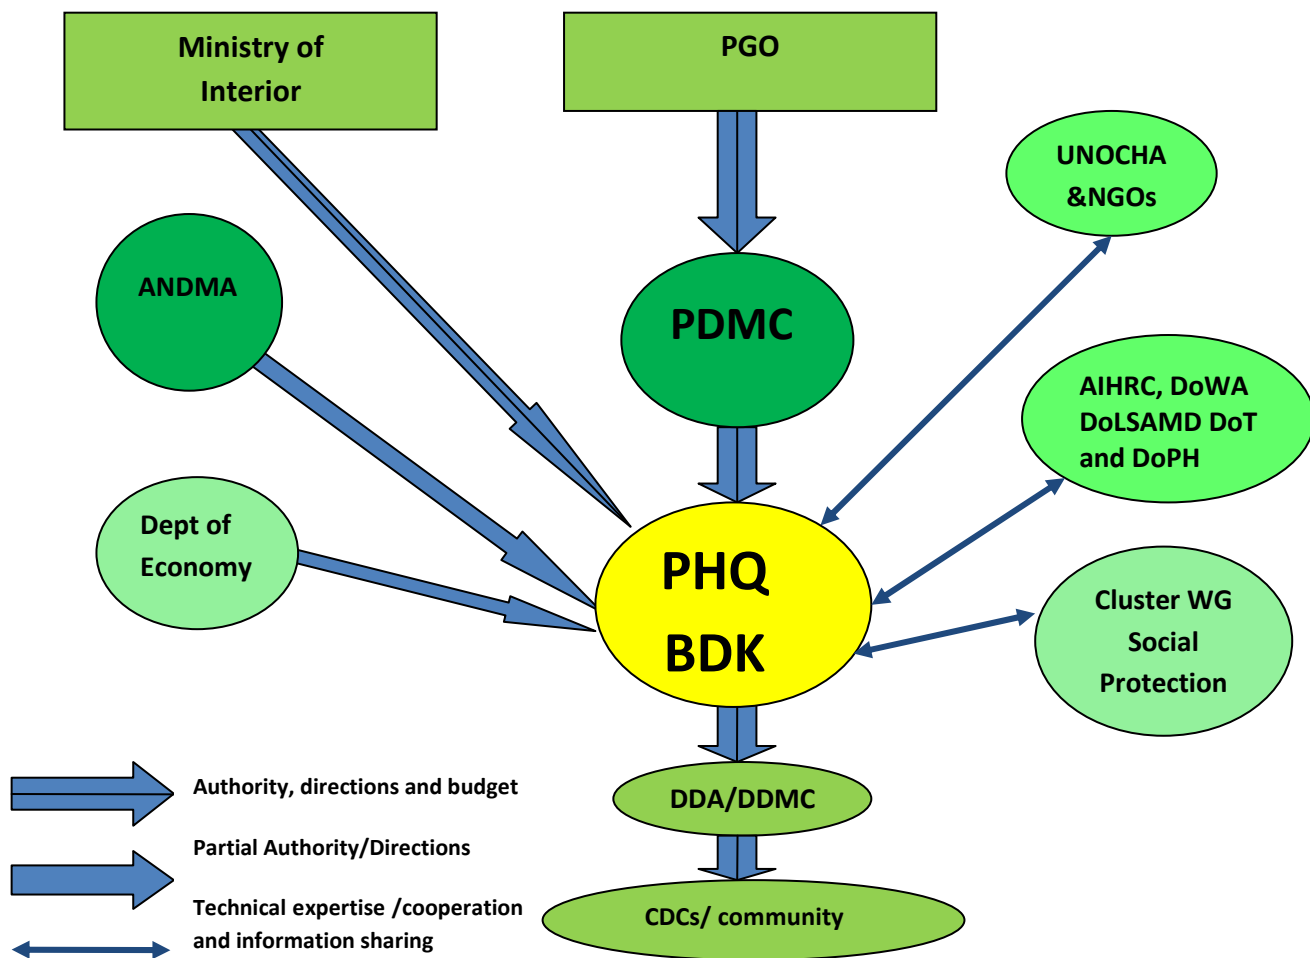 Ministry of
Interior
PGO
UNOCHA
&NGOs
ANDMA
PDMC
AIHRC, DoWA
DoLSAMD DoT
and DoPH
Dept of
Economy
PHQ
BDK
Cluster WG
Social
Protection
Authority, directions and budget
DDA/DDMC
Partial Authority/Directions
Technical expertise /cooperation
and information sharing
CDCs/ community